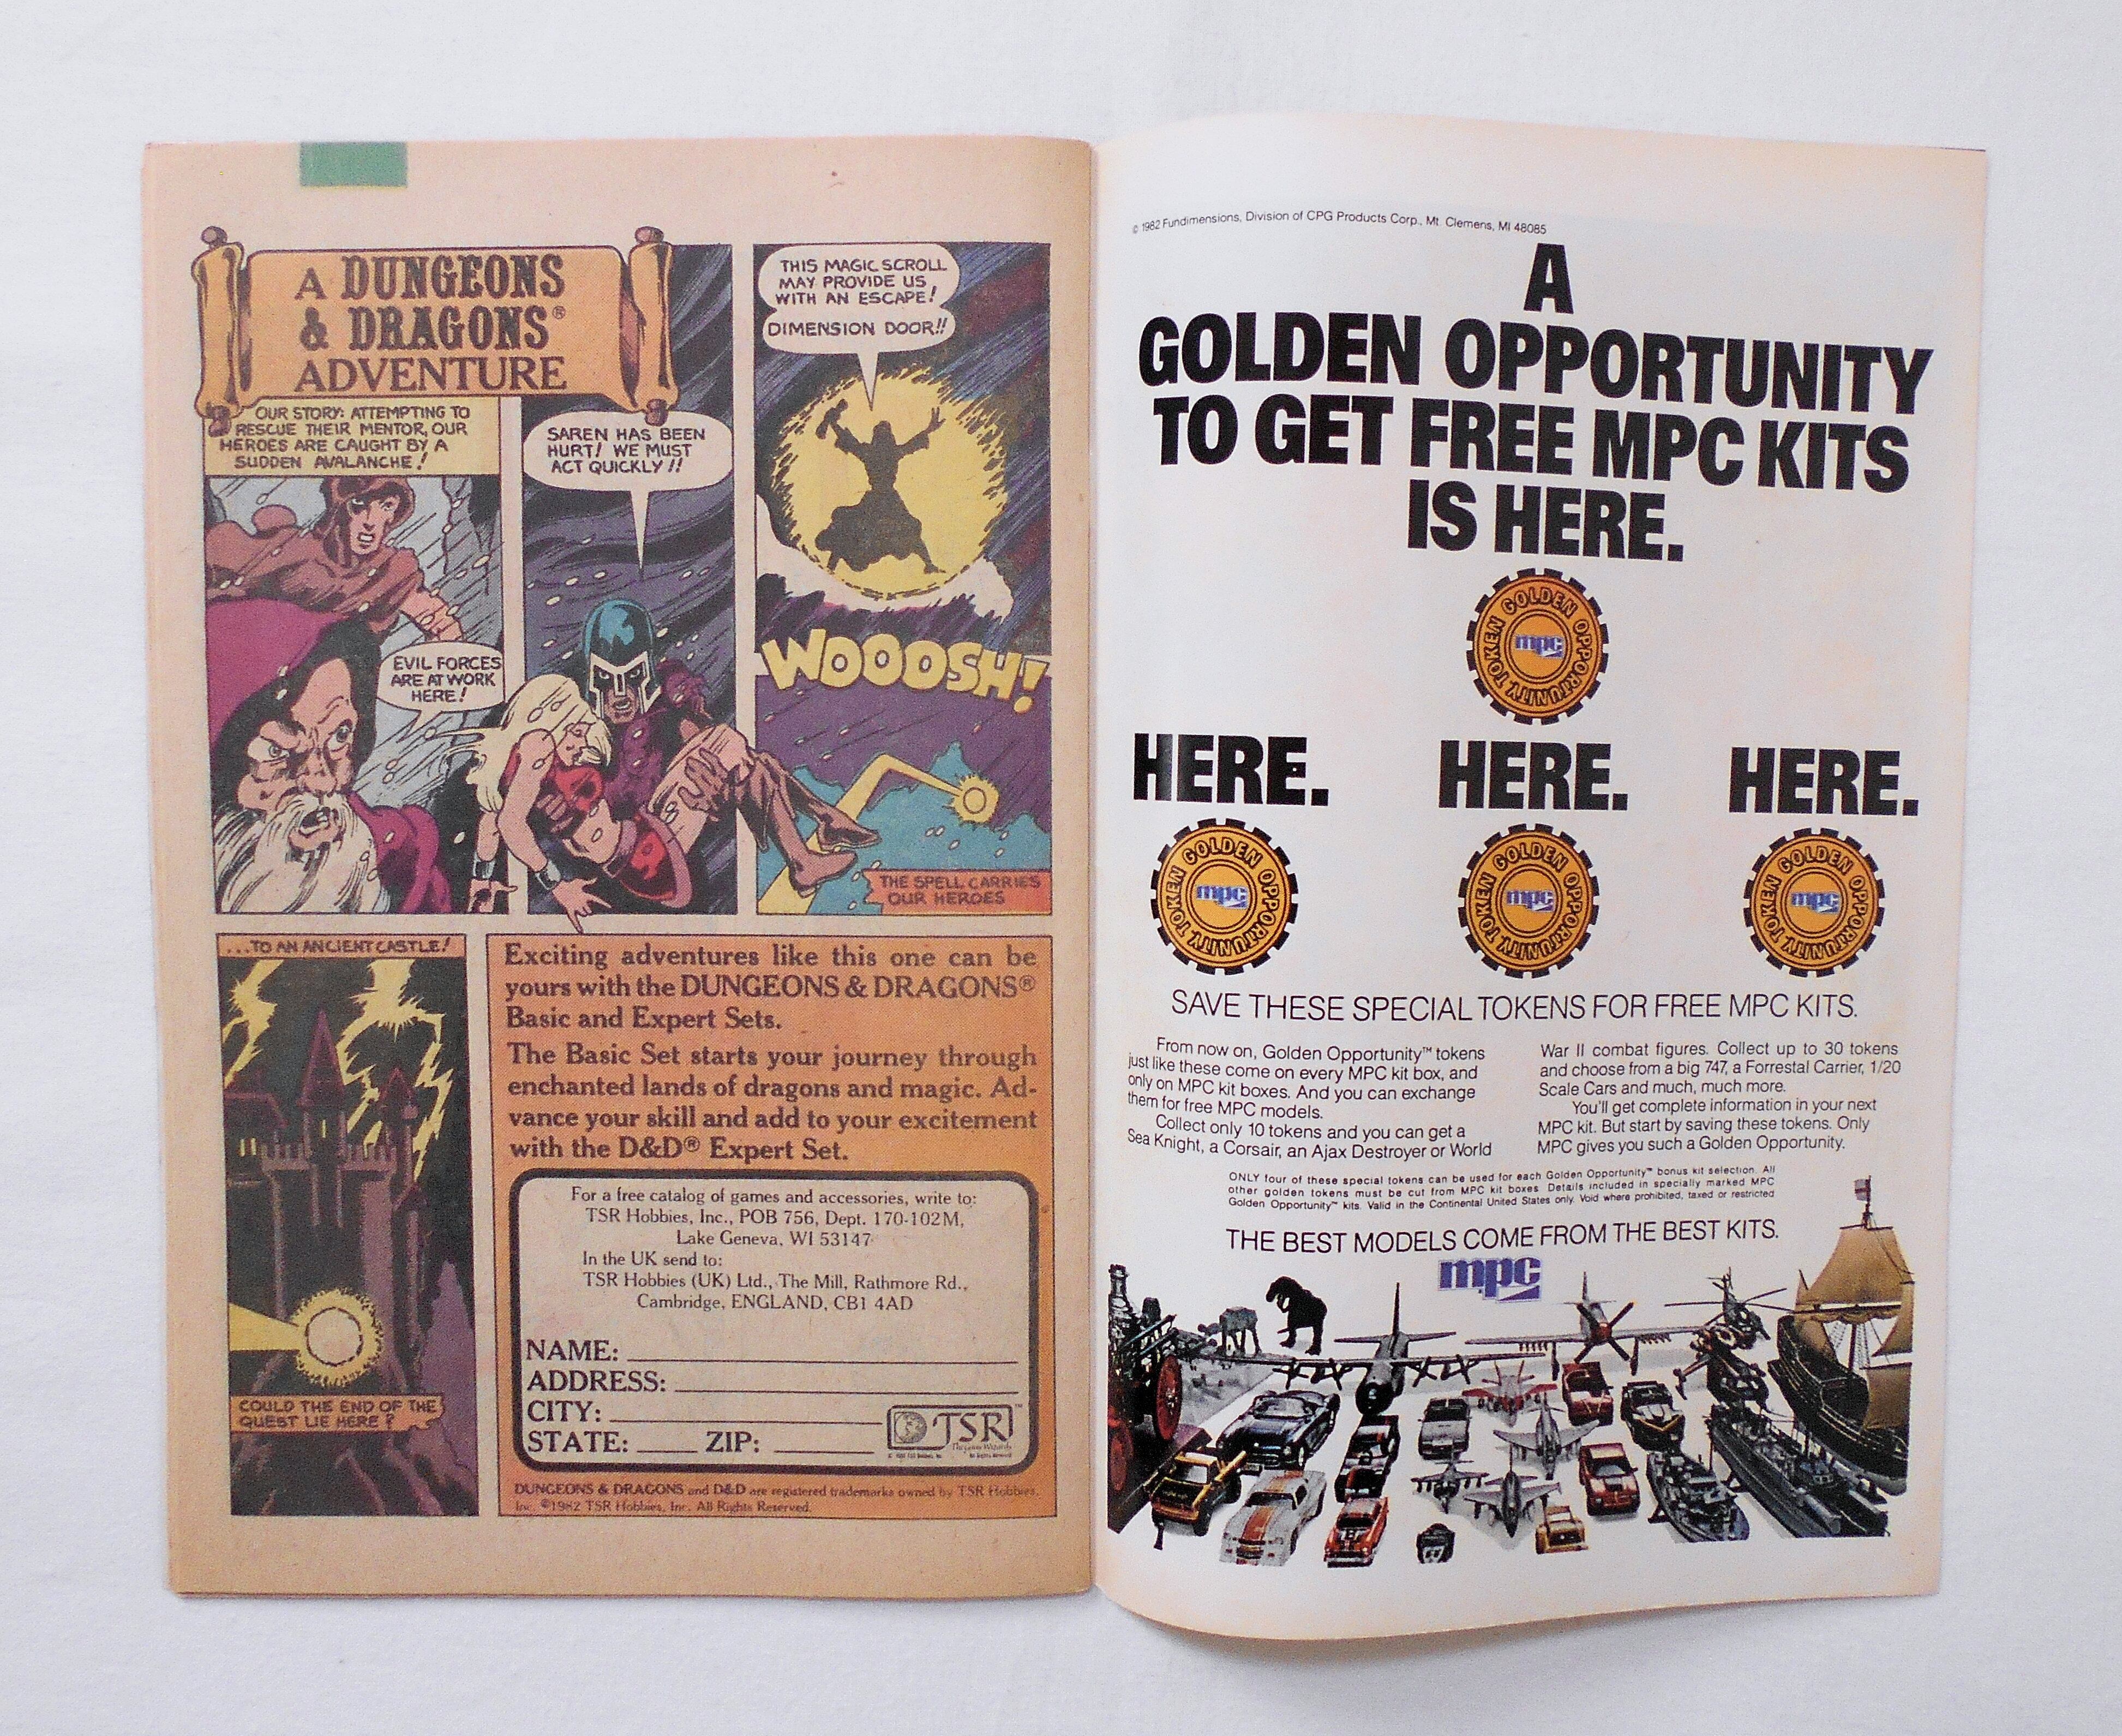 A DUNGEONS
& DRAGONS®
ADVENTURE
OUR STORY: ATTEMPTING TO
RESCUE THEIR MENTOR, OUR
HEROES ARE CAUGHT BY A
SUDDEN AVALANCHE!
EVIL FORCES
ARE AT WORK
HERE!
SAREN HAS BEEN
HURT! WE MUST
ACT QUICKLY!!
THIS MAGIC SCROLL
MAY PROVIDE US
WITH AN ESCAPE!
DIMENSION DOOR!!
WOOOSH!
THE SPELL CARRIES
OUR HEROES
...TO AN ANCIENT CASTLE!
COULD THE END OF THE
QUEST LIE HERE?
Exciting adventures like this one can be
yours with the DUNGEONS & DRAGONS®
Basic and Expert Sets.
The Basic Set starts your journey through
enchanted lands of dragons and magic. Ad-
vance your skill and add to your excitement
with the D&D® Expert Set.
For a free catalog of games and accessories, write to:
TSR Hobbies, Inc., POB 756, Dept. 170-102M,
Lake Geneva, WI 53147
In the UK send to:
TSR Hobbies (UK) Ltd., The Mill, Rathmore Rd.,
Cambridge, ENGLAND, CB1 4AD
NAME:
ADDRESS:
CITY:
STATE: ZIP:
TSR™
The Game Wizards
DUNGEONS & DRAGONS and D&D are registered trademarks owned by TSR Hobbies,
Inc. ©1982 TSR Hobbies, Inc. All Rights Reserved.
© 1982 Fundimensions, Division of CPG Products Corp., Mt. Clemens, MI 48085
A
GOLDEN OPPORTUNITY
TO GET FREE MPC KITS
IS HERE.
GOLDEN OPPORTUNITY TOKEN
mpc
HERE. HERE. HERE.
GOLDEN OPPORTUNITY TOKEN
mpc
GOLDEN OPPORTUNITY TOKEN
mpc
GOLDEN OPPORTUNITY TOKEN
mpc
SAVE THESE SPECIAL TOKENS FOR FREE MPC KITS.
From now on, Golden Opportunity™ tokens
just like these come on every MPC kit box, and
only on MPC kit boxes. And you can exchange
them for free MPC models.
Collect only 10 tokens and you can get a
Sea Knight, a Corsair, an Ajax Destroyer or World
War II combat figures. Collect up to 30 tokens
and choose from a big 747, a Forrestal Carrier, 1/20
Scale Cars and much, much more.
You'll get complete information in your next
MPC kit. But start by saving these tokens. Only
MPC gives you such a Golden Opportunity.
ONLY four of these special tokens can be used for each Golden Opportunity™ bonus kit selection. All
other golden tokens must be cut from MPC kit boxes. Details included in specially marked MPC
Golden Opportunity™ kits. Valid in the Continental United States only. Void where prohibited, taxed or restricted
THE BEST MODELS COME FROM THE BEST KITS.
mpc